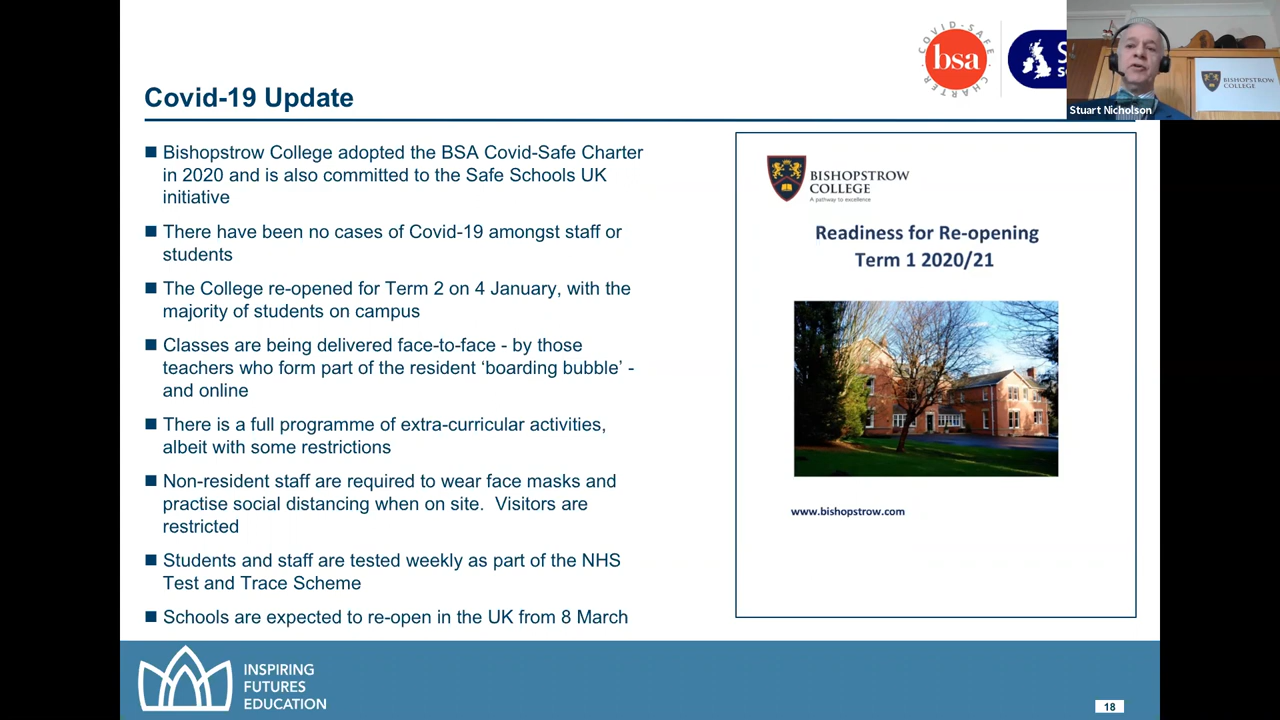 COVID-SAFE
bsa
CHARTER
Stuart Nicholson
BISHOPSTROW
COLLEGE
Covid-19 Update
■ Bishopstrow College adopted the BSA Covid-Safe Charter
in 2020 and is also committed to the Safe Schools UK
initiative
■ There have been no cases of Covid-19 amongst staff or
students
■ The College re-opened for Term 2 on 4 January, with the
majority of students on campus
■ Classes are being delivered face-to-face - by those
teachers who form part of the resident ‘boarding bubble’ -
and online
■ There is a full programme of extra-curricular activities,
albeit with some restrictions
■ Non-resident staff are required to wear face masks and
practise social distancing when on site.  Visitors are
restricted
■ Students and staff are tested weekly as part of the NHS
Test and Trace Scheme
■ Schools are expected to re-open in the UK from 8 March
BISHOPSTROW
COLLEGE
A pathway to excellence
Readiness for Re-opening
Term 1 2020/21
www.bishopstrow.com
INSPIRING
FUTURES
EDUCATION
18